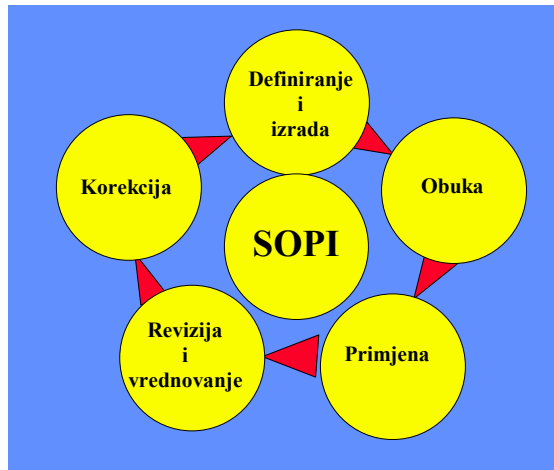 Definiranje
i
izrada
Obuka
Primjena
Revizija
i
vrednovanje
Korekcija
SOPI